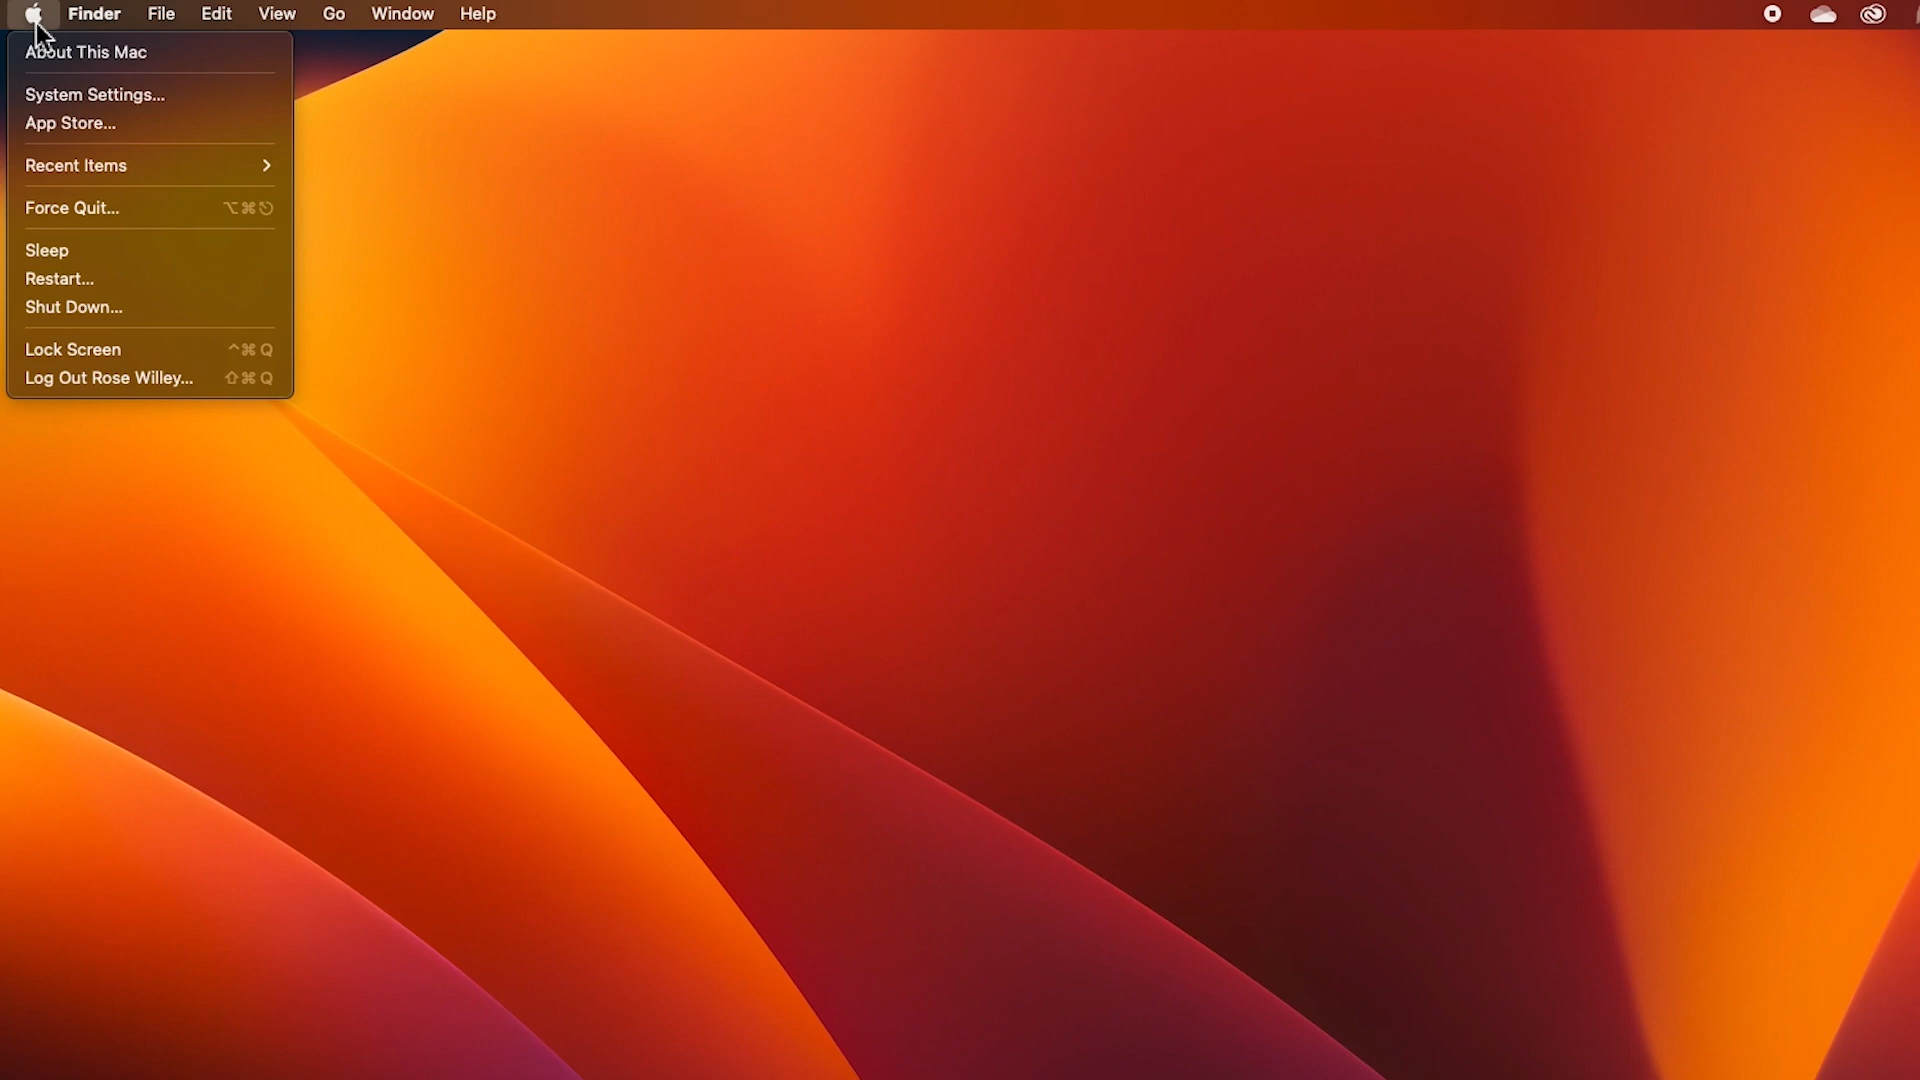 Finder File Edit View Go Window Help
About This Mac
System Settings...
App Store...
Recent Items
Force Quit... ⌥⌘⎋
Sleep
Restart...
Shut Down...
Lock Screen ^⌘Q
Log Out Rose Willey... ⇧⌘Q